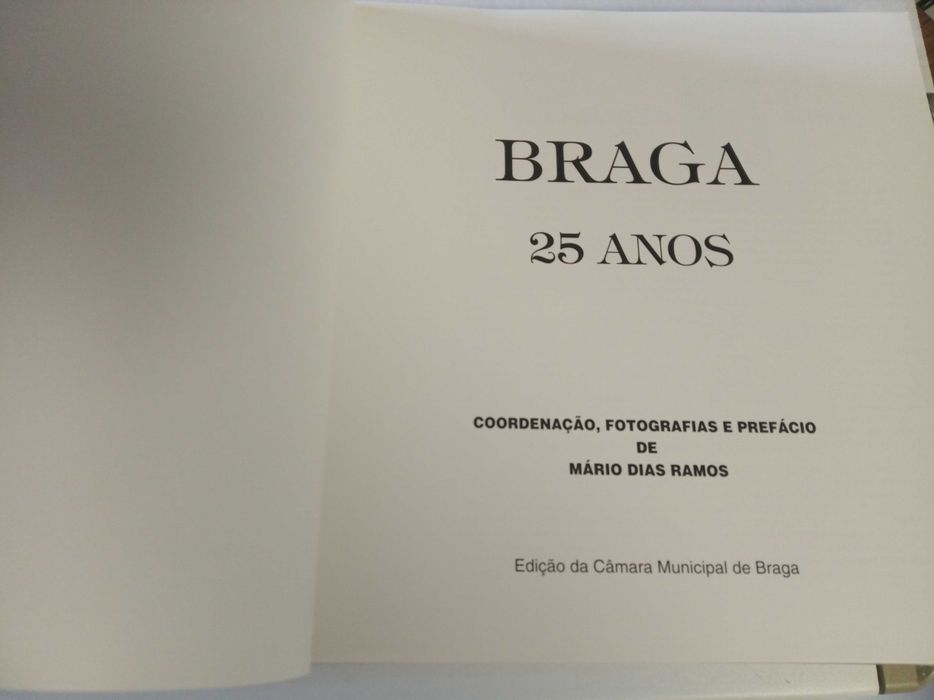 BRAGA
25 ANOS
COORDENAÇÃO, FOTOGRAFIAS E PREFÁCIO
DE
MÁRIO DIAS RAMOS
Edição da Câmara Municipal de Braga